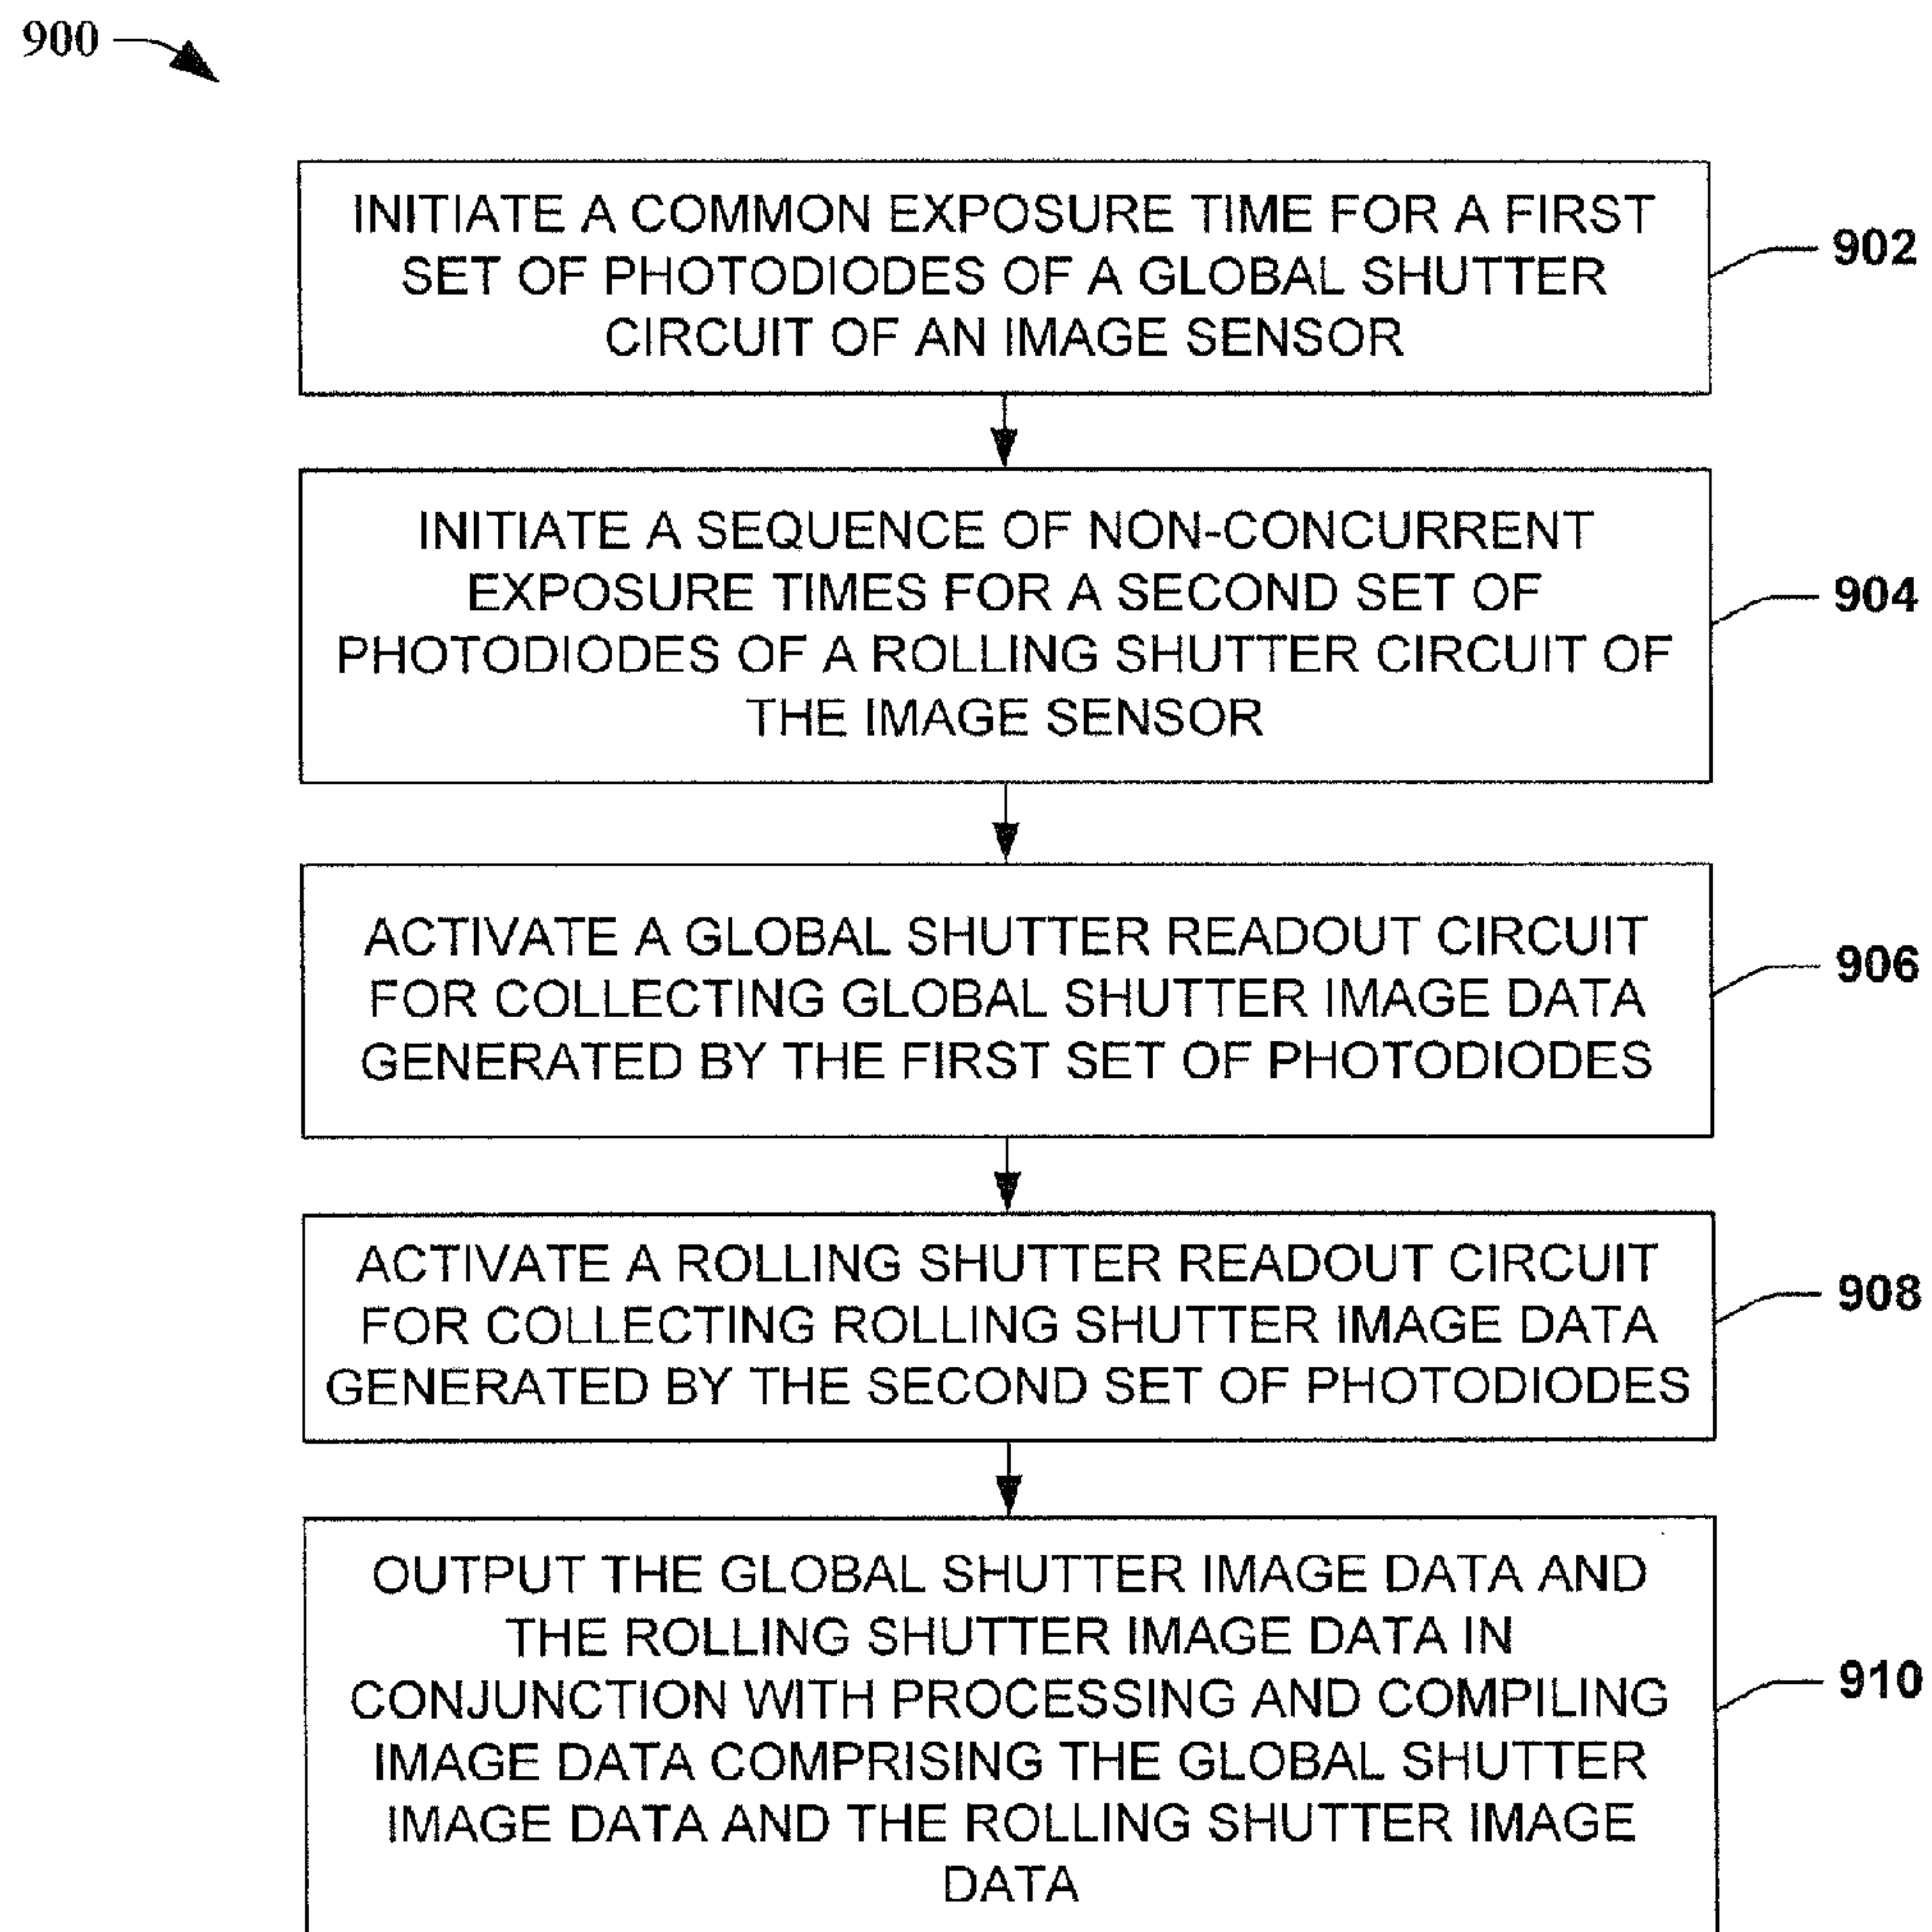 900
INITIATE A COMMON EXPOSURE TIME FOR A FIRST
SET OF PHOTODIODES OF A GLOBAL SHUTTER
CIRCUIT OF AN IMAGE SENSOR
902
INITIATE A SEQUENCE OF NON-CONCURRENT
EXPOSURE TIMES FOR A SECOND SET OF
PHOTODIODES OF A ROLLING SHUTTER CIRCUIT OF
THE IMAGE SENSOR
904
ACTIVATE A GLOBAL SHUTTER READOUT CIRCUIT
FOR COLLECTING GLOBAL SHUTTER IMAGE DATA
GENERATED BY THE FIRST SET OF PHOTODIODES
906
ACTIVATE A ROLLING SHUTTER READOUT CIRCUIT
FOR COLLECTING ROLLING SHUTTER IMAGE DATA
GENERATED BY THE SECOND SET OF PHOTODIODES
908
OUTPUT THE GLOBAL SHUTTER IMAGE DATA AND
THE ROLLING SHUTTER IMAGE DATA IN
CONJUNCTION WITH PROCESSING AND COMPILING
IMAGE DATA COMPRISING THE GLOBAL SHUTTER
IMAGE DATA AND THE ROLLING SHUTTER IMAGE
DATA
910